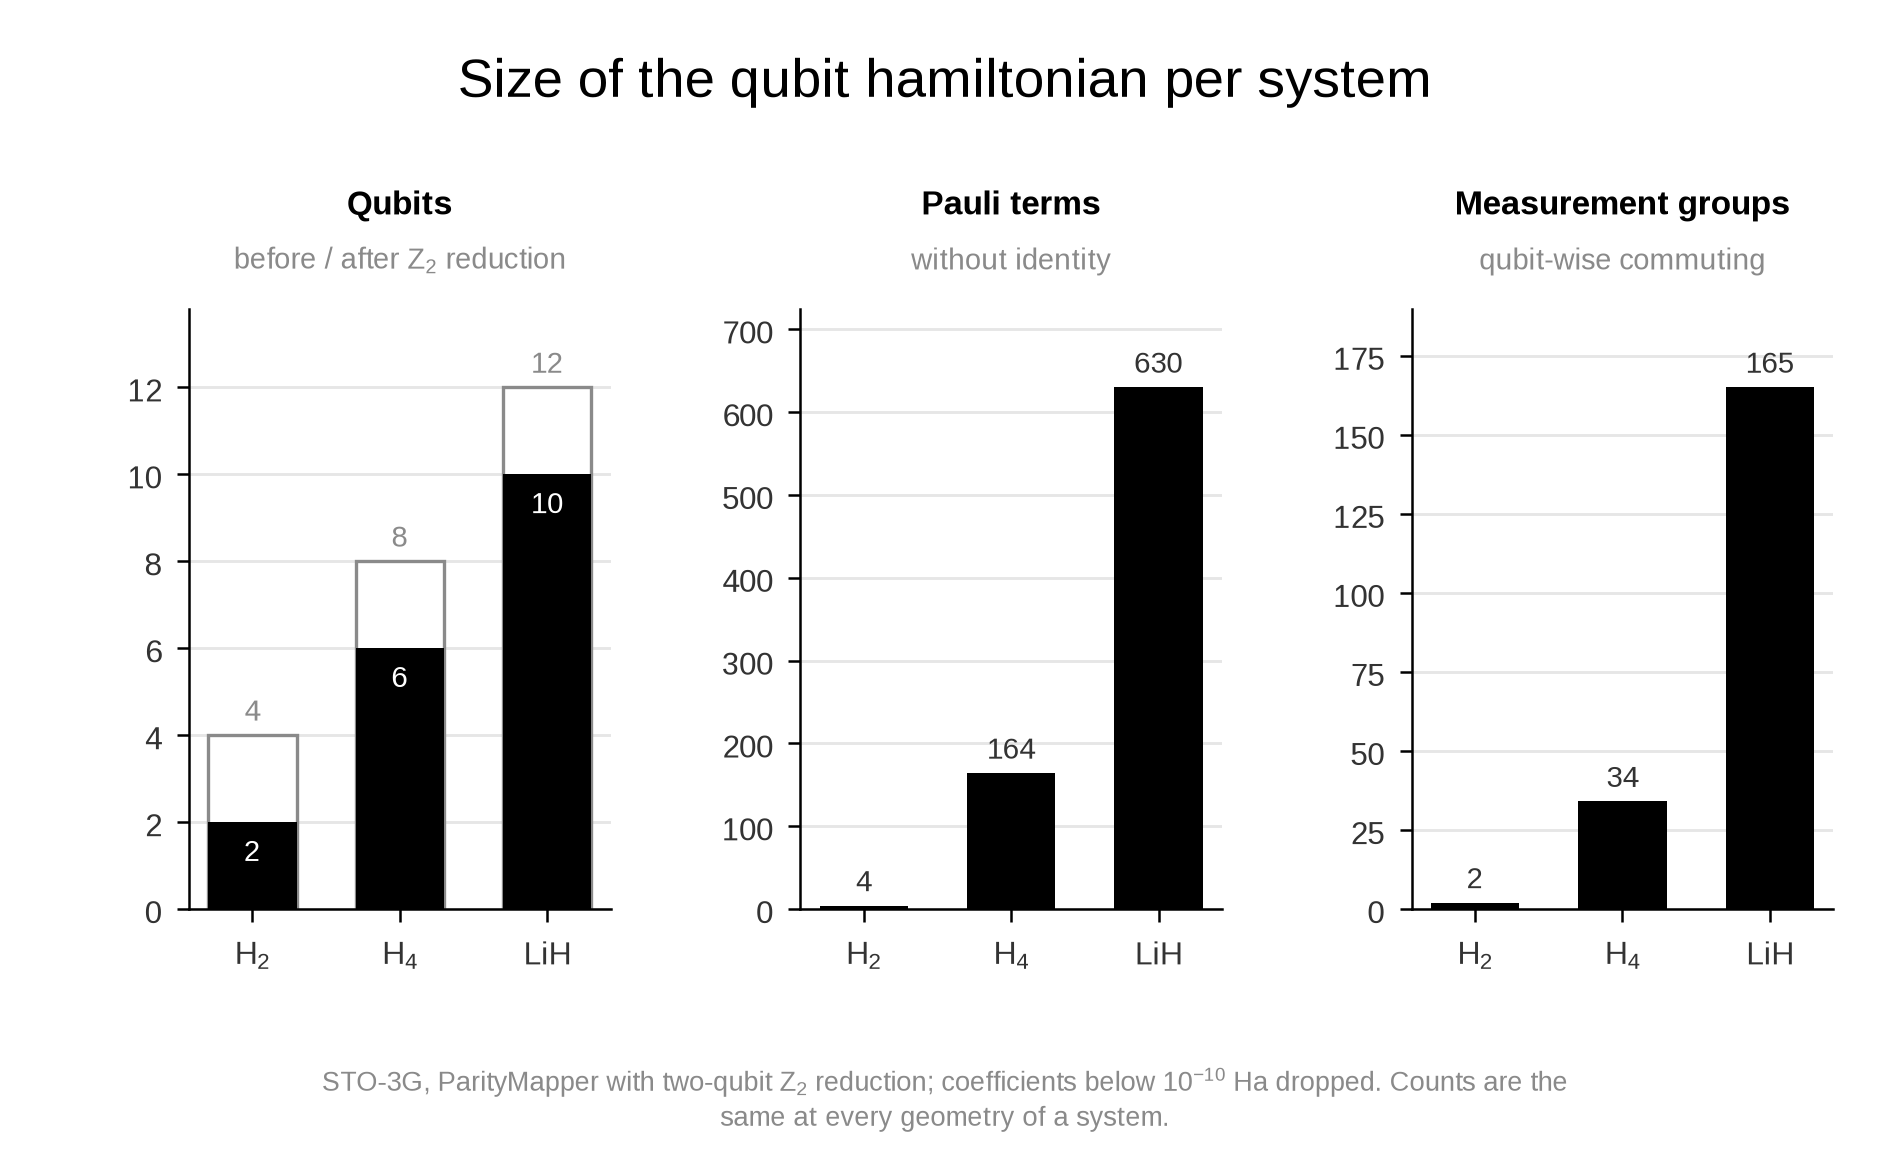 Size of the qubit hamiltonian per system
Qubits
before / after Z₂ reduction
12
10
8
6
4
2
0
4
2
8
6
12
10
H₂
H₄
LiH
Pauli terms
without identity
700
600
500
400
300
200
100
0
4
164
630
H₂
H₄
LiH
Measurement groups
qubit-wise commuting
175
150
125
100
75
50
25
0
2
34
165
H₂
H₄
LiH
STO-3G, ParityMapper with two-qubit Z₂ reduction; coefficients below 10⁻¹⁰ Ha dropped. Counts are the
same at every geometry of a system.